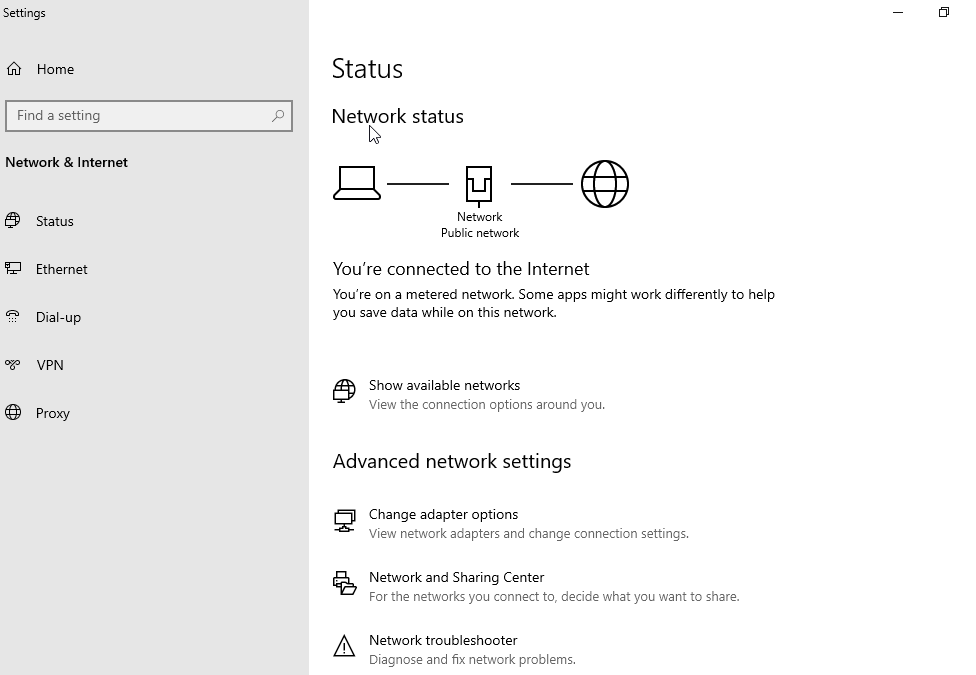 Settings
Home
Find a setting
Network & Internet
Status
Ethernet
Dial-up
VPN
Proxy
Status
Network status
Network
Public network
You're connected to the Internet
You're on a metered network. Some apps might work differently to help
you save data while on this network.
Show available networks
View the connection options around you.
Advanced network settings
Change adapter options
View network adapters and change connection settings.
Network and Sharing Center
For the networks you connect to, decide what you want to share.
Network troubleshooter
Diagnose and fix network problems.